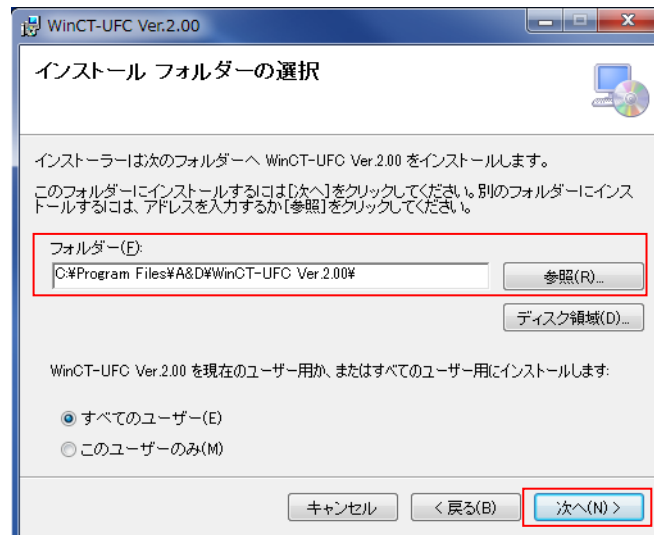 WinCT-UFC Ver.2.00
インストール フォルダーの選択
インストーラーは次のフォルダーへ WinCT-UFC Ver.2.00 をインストールします。
このフォルダーにインストールするには[次へ]をクリックしてください。別のフォルダーにインス
トールするには、アドレスを入力するか[参照]をクリックしてください。
フォルダー(F):
C:¥Program Files¥A&D¥WinCT-UFC Ver.2.00¥
参照(R)...
ディスク領域(D)...
WinCT-UFC Ver.2.00 を現在のユーザー用か、またはすべてのユーザー用にインストールします:
すべてのユーザー(E)
このユーザーのみ(M)
キャンセル
< 戻る(B)
次へ(N) >